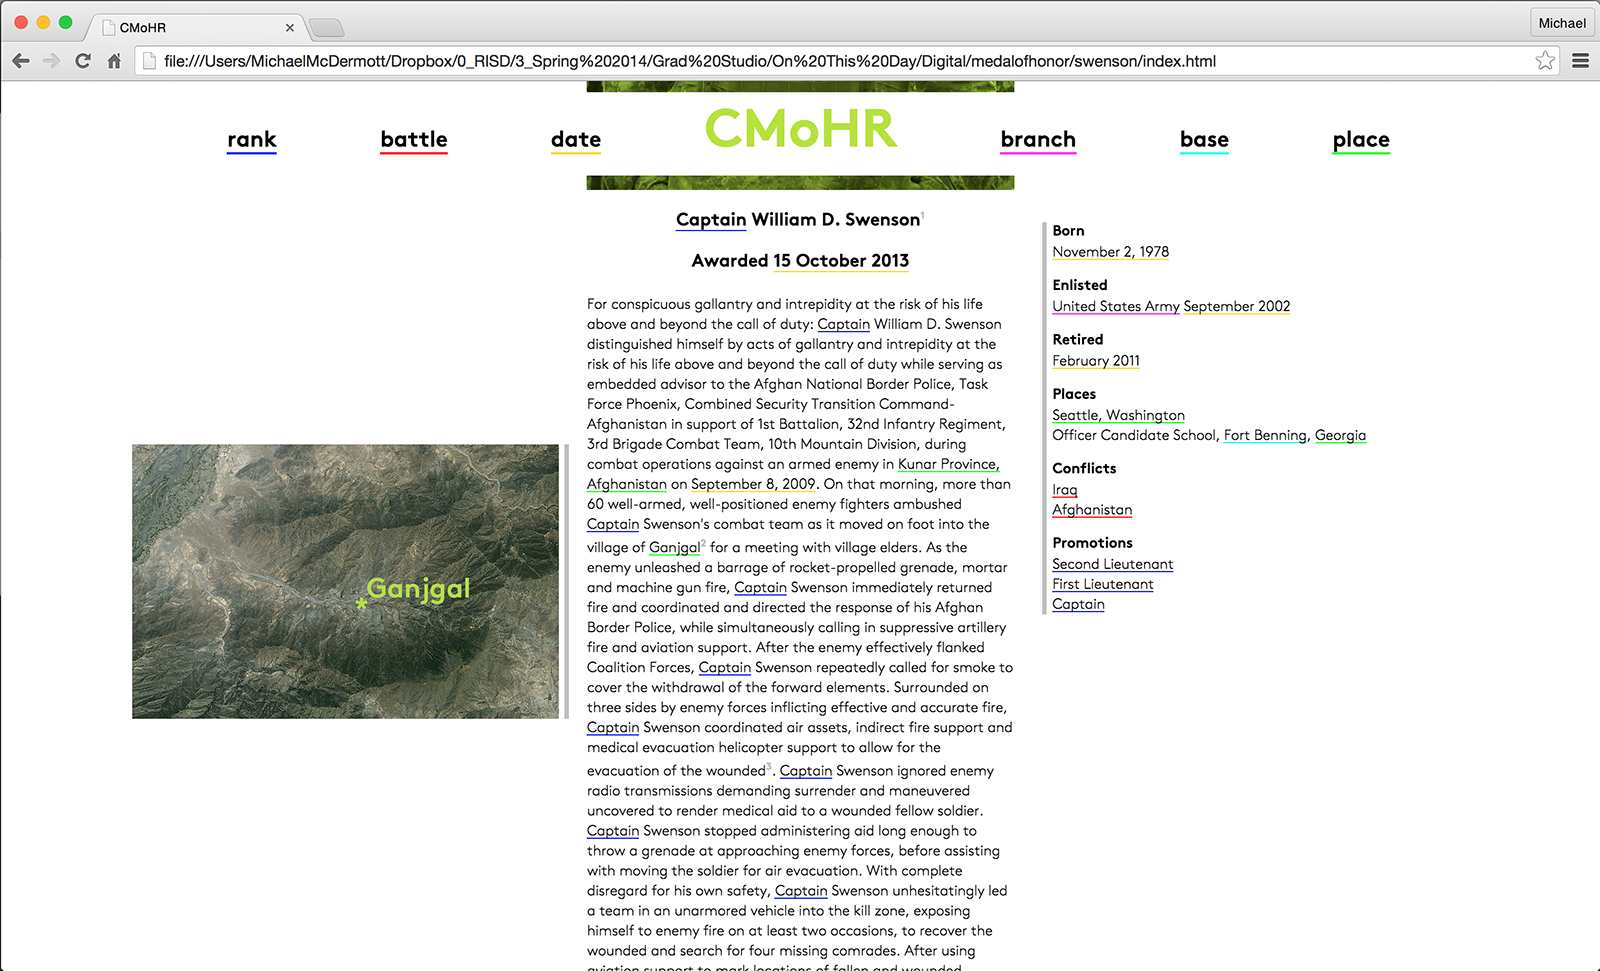 CMoHR
Michael
file:///Users/MichaelMcDermott/Dropbox/0_RISD/3_Spring%202014/Grad%20Studio/On%20This%20Day/Digital/medalofhonor/swenson/index.html
rank battle date CMoHR branch base place
Captain William D. Swenson1
Awarded 15 October 2013
For conspicuous gallantry and intrepidity at the risk of his life
above and beyond the call of duty: Captain William D. Swenson
distinguished himself by acts of gallantry and intrepidity at the
risk of his life above and beyond the call of duty while serving as
embedded advisor to the Afghan National Border Police, Task
Force Phoenix, Combined Security Transition Command-
Afghanistan in support of 1st Battalion, 32nd Infantry Regiment,
3rd Brigade Combat Team, 10th Mountain Division, during
combat operations against an armed enemy in Kunar Province,
Afghanistan on September 8, 2009. On that morning, more than
60 well-armed, well-positioned enemy fighters ambushed
Captain Swenson's combat team as it moved on foot into the
village of Ganjgal2 for a meeting with village elders. As the
enemy unleashed a barrage of rocket-propelled grenade, mortar
and machine gun fire, Captain Swenson immediately returned
fire and coordinated and directed the response of his Afghan
Border Police, while simultaneously calling in suppressive artillery
fire and aviation support. After the enemy effectively flanked
Coalition Forces, Captain Swenson repeatedly called for smoke to
cover the withdrawal of the forward elements. Surrounded on
three sides by enemy forces inflicting effective and accurate fire,
Captain Swenson coordinated air assets, indirect fire support and
medical evacuation helicopter support to allow for the
evacuation of the wounded3. Captain Swenson ignored enemy
radio transmissions demanding surrender and maneuvered
uncovered to render medical aid to a wounded fellow soldier.
Captain Swenson stopped administering aid long enough to
throw a grenade at approaching enemy forces, before assisting
with moving the soldier for air evacuation. With complete
disregard for his own safety, Captain Swenson unhesitatingly led
a team in an unarmored vehicle into the kill zone, exposing
himself to enemy fire on at least two occasions, to recover the
wounded and search for four missing comrades. After using
aviation support to mark locations of fallen and wounded
Ganjgal
*
Born
November 2, 1978
Enlisted
United States Army September 2002
Retired
February 2011
Places
Seattle, Washington
Officer Candidate School, Fort Benning, Georgia
Conflicts
Iraq
Afghanistan
Promotions
Second Lieutenant
First Lieutenant
Captain